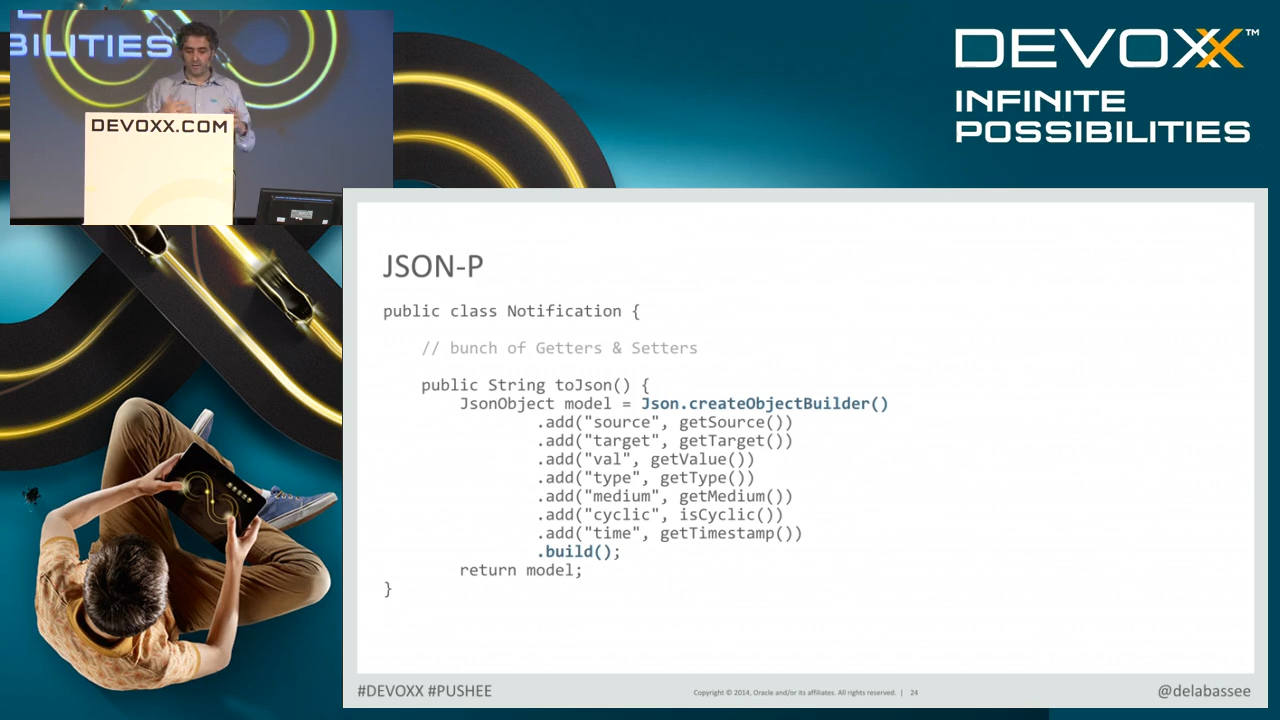 BILITIES
DEVOXX.COM
DEVOXX™
INFINITE
POSSIBILITIES
JSON-P
public class Notification {
// bunch of Getters & Setters
public String toJson() {
JsonObject model = Json.createObjectBuilder()
.add("source", getSource())
.add("target", getTarget())
.add("val", getValue())
.add("type", getType())
.add("medium", getMedium())
.add("cyclic", isCyclic())
.add("time", getTimestamp())
.build();
return model;
}
#DEVOXX #PUSHEE
Copyright © 2014, Oracle and/or its affiliates. All rights reserved. | 24
@delabassee